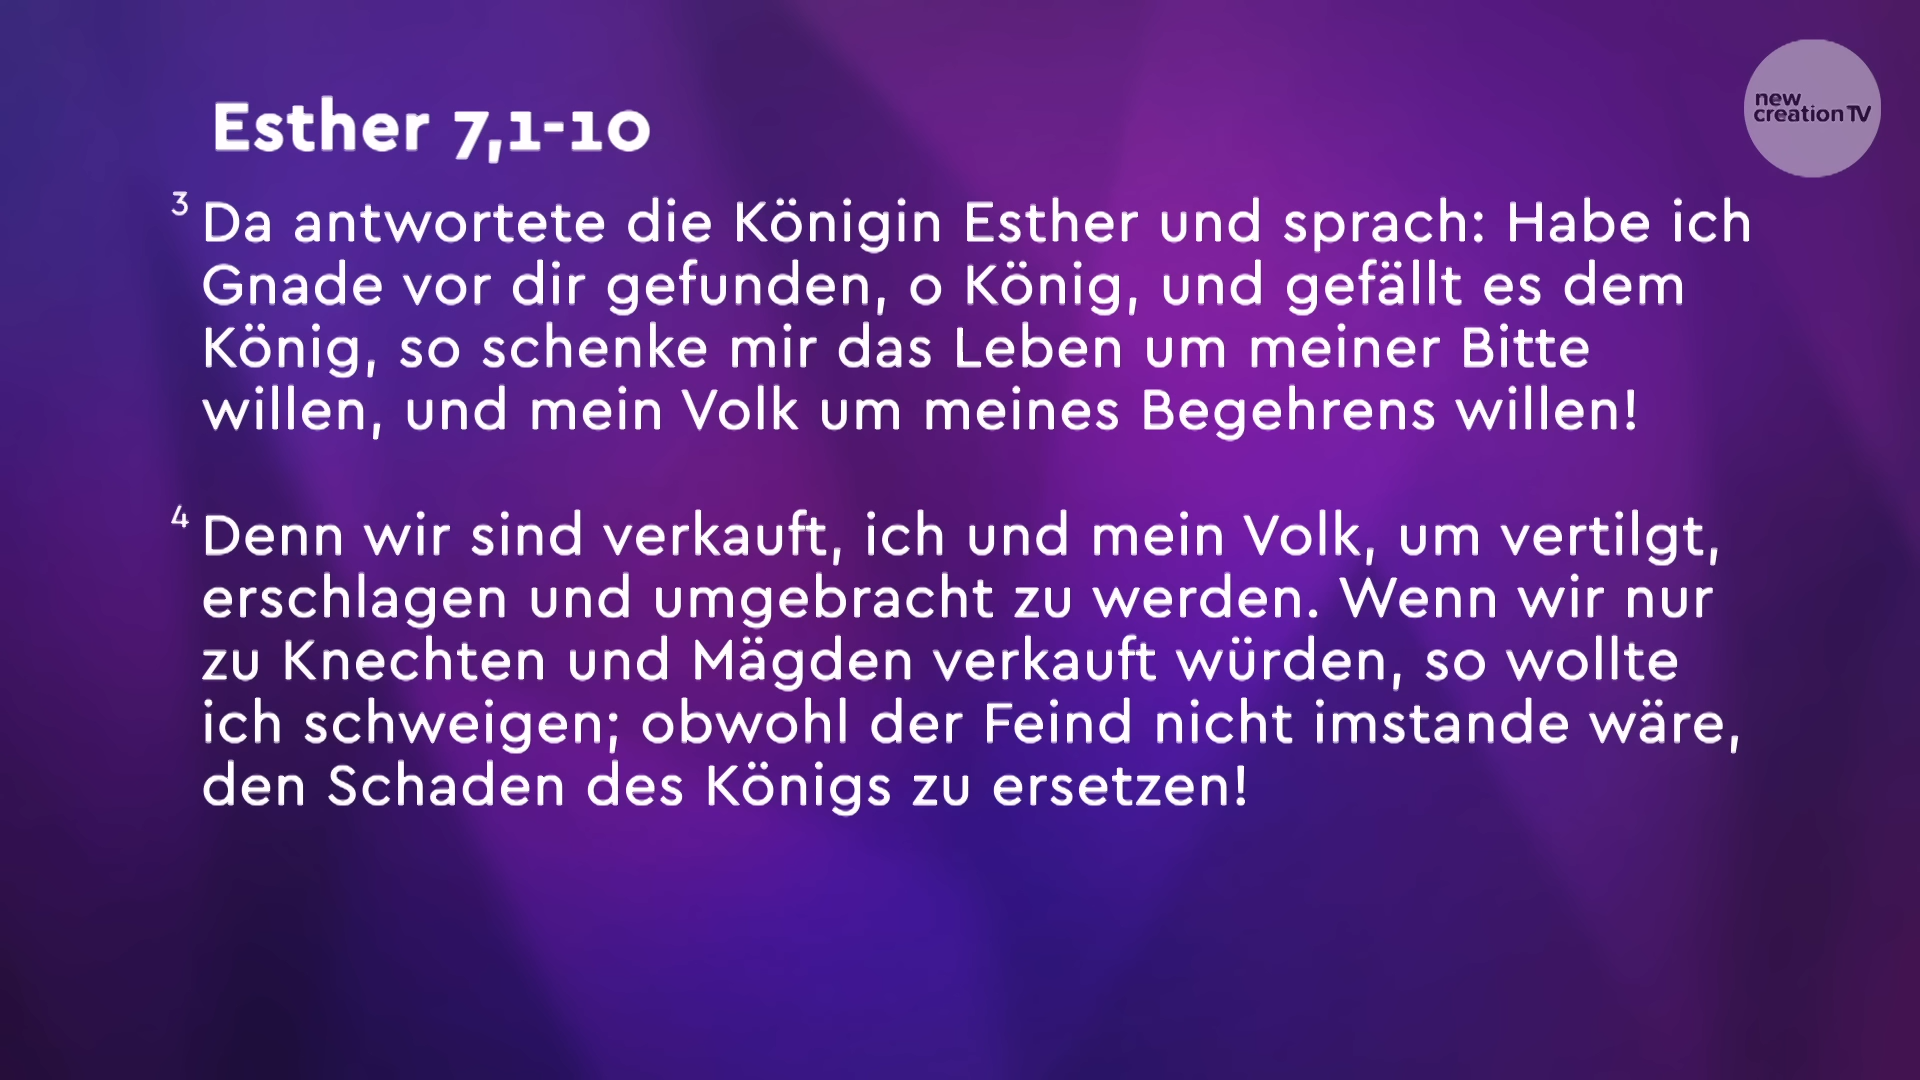 new
creation TV
Esther 7,1-10
3 Da antwortete die Königin Esther und sprach: Habe ich
Gnade vor dir gefunden, o König, und gefällt es dem
König, so schenke mir das Leben um meiner Bitte
willen, und mein Volk um meines Begehrens willen!
4 Denn wir sind verkauft, ich und mein Volk, um vertilgt,
erschlagen und umgebracht zu werden. Wenn wir nur
zu Knechten und Mägden verkauft würden, so wollte
ich schweigen; obwohl der Feind nicht imstande wäre,
den Schaden des Königs zu ersetzen!